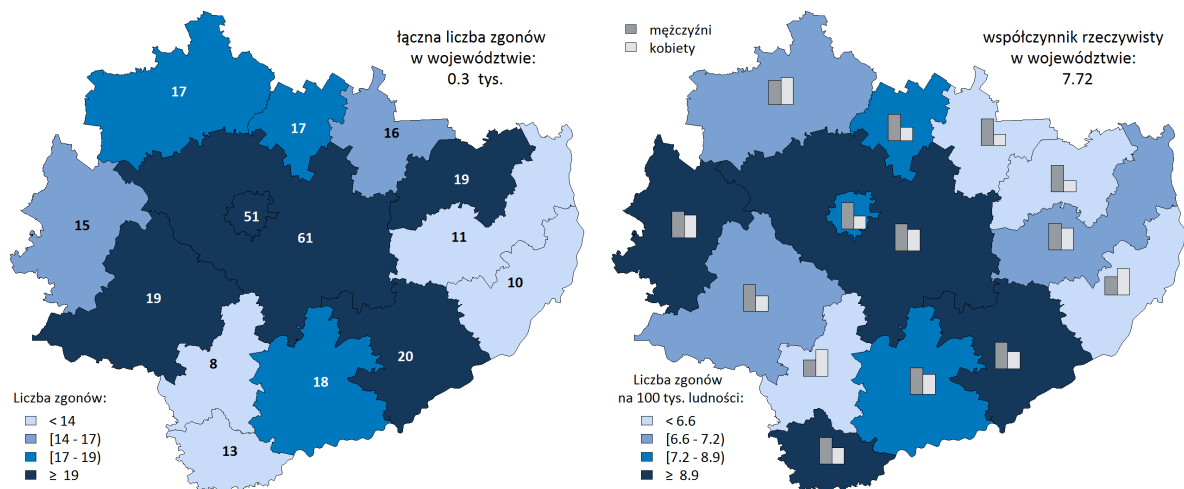 łączna liczba zgonów
w województwie:
0.3 tys.
17
17
16
19
15
51
61
11
10
19
8
20
18
13
Liczba zgonów:
< 14
[14 - 17)
[17 - 19)
≥ 19
mężczyźni
kobiety
współczynnik rzeczywisty
w województwie:
7.72
Liczba zgonów
na 100 tys. ludności:
< 6.6
[6.6 - 7.2)
[7.2 - 8.9)
≥ 8.9